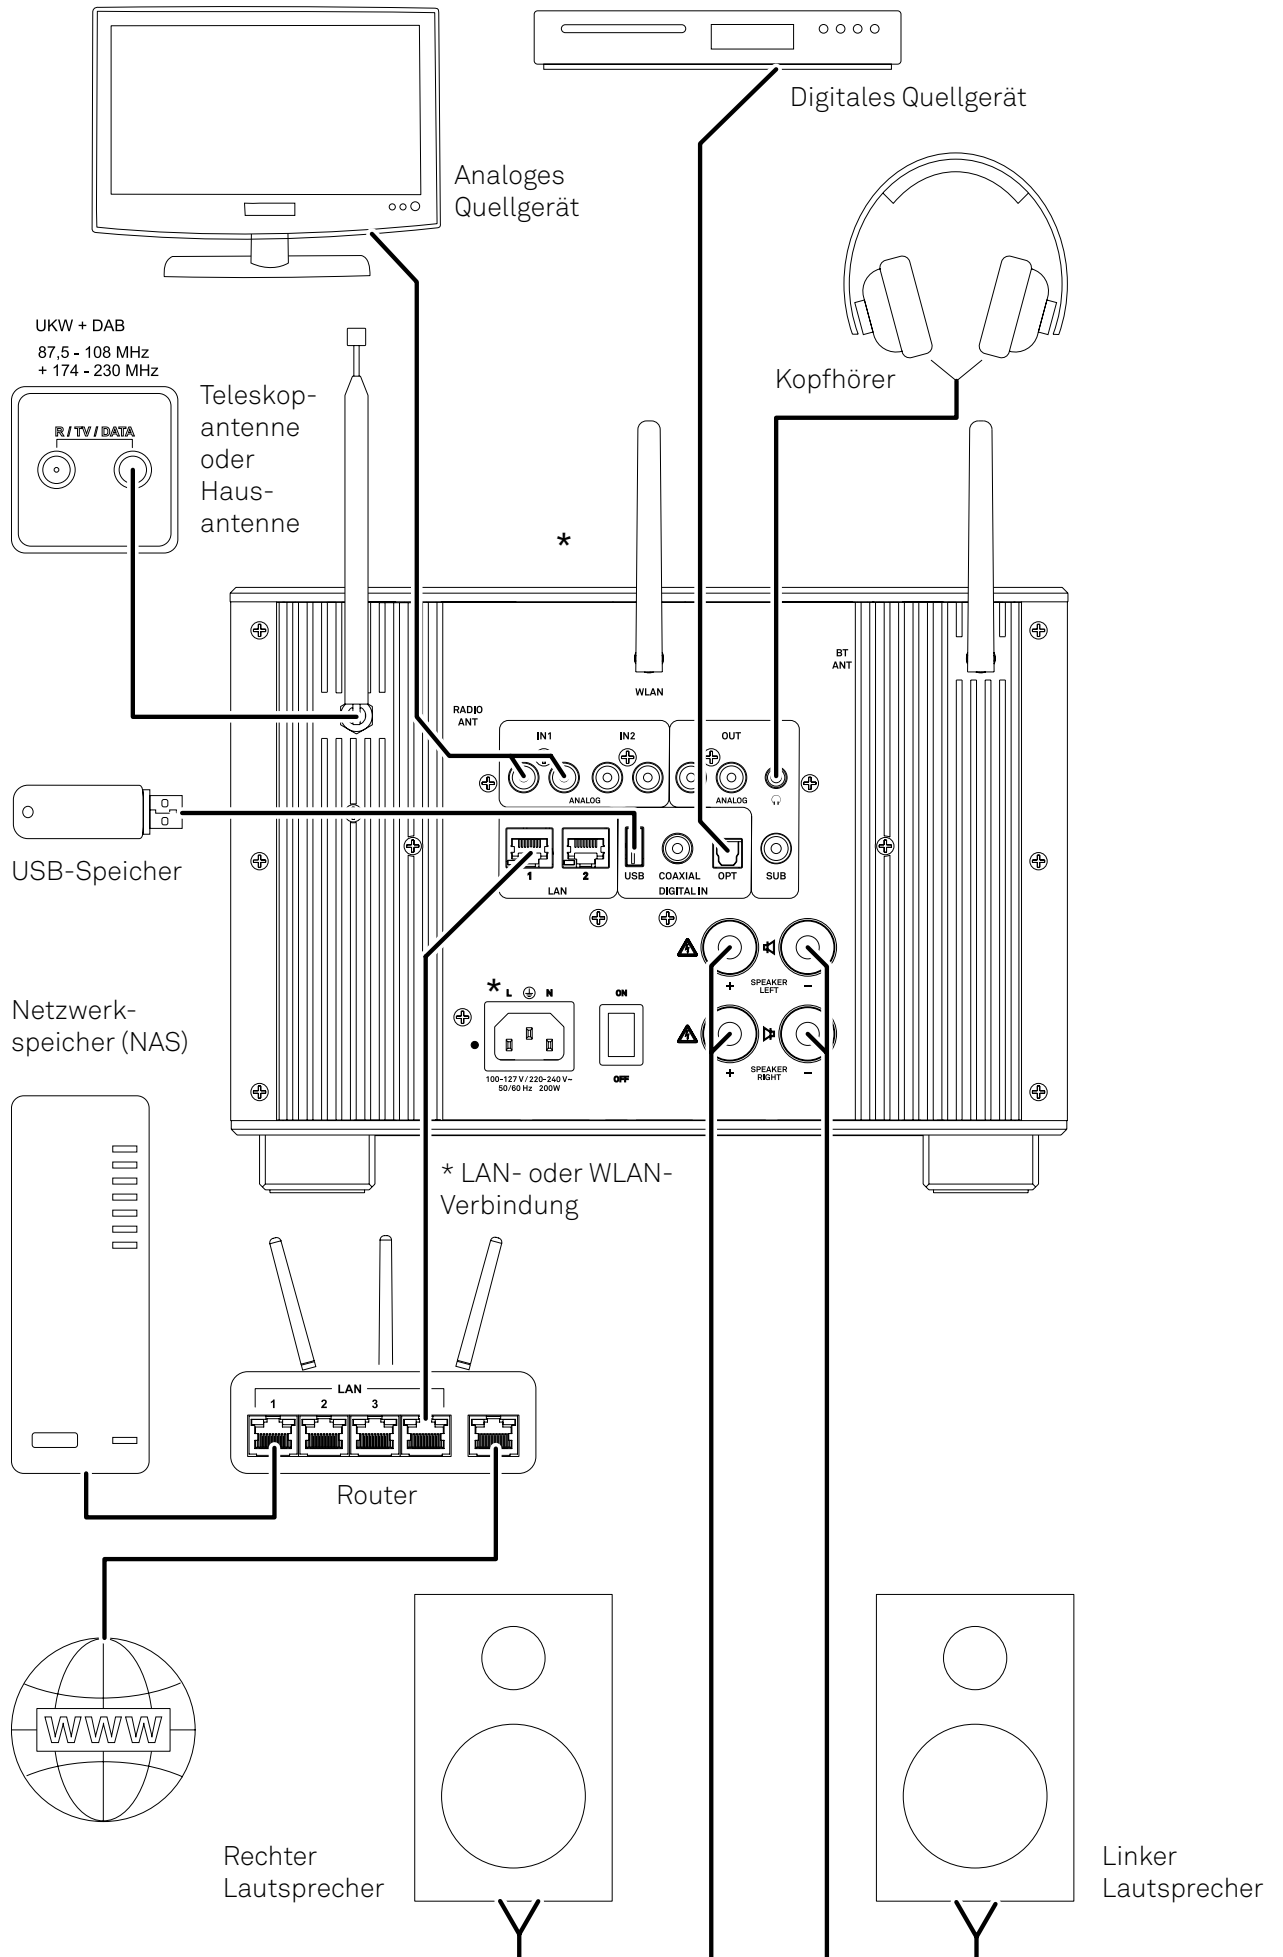 Digitales Quellgerät
Analoges
Quellgerät
UKW + DAB
87,5 - 108 MHz
+ 174 - 230 MHz
Teleskop-
antenne
oder
Haus-
antenne
R / TV / DATA
Kopfhörer
*
WLAN
BT
ANT
RADIO
ANT
IN1
IN2
OUT
ANALOG
ANALOG
USB-Speicher
1
2
LAN
USB
COAXIAL
OPT
DIGITAL IN
SUB
+
SPEAKER
LEFT
–
+
SPEAKER
RIGHT
–
* L
N
100-127 V / 220-240 V~
50/60 Hz 200W
ON
OFF
Netzwerk-
speicher (NAS)
* LAN- oder WLAN-
Verbindung
LAN
1 2 3
Router
WWW
Rechter
Lautsprecher
Linker
Lautsprecher